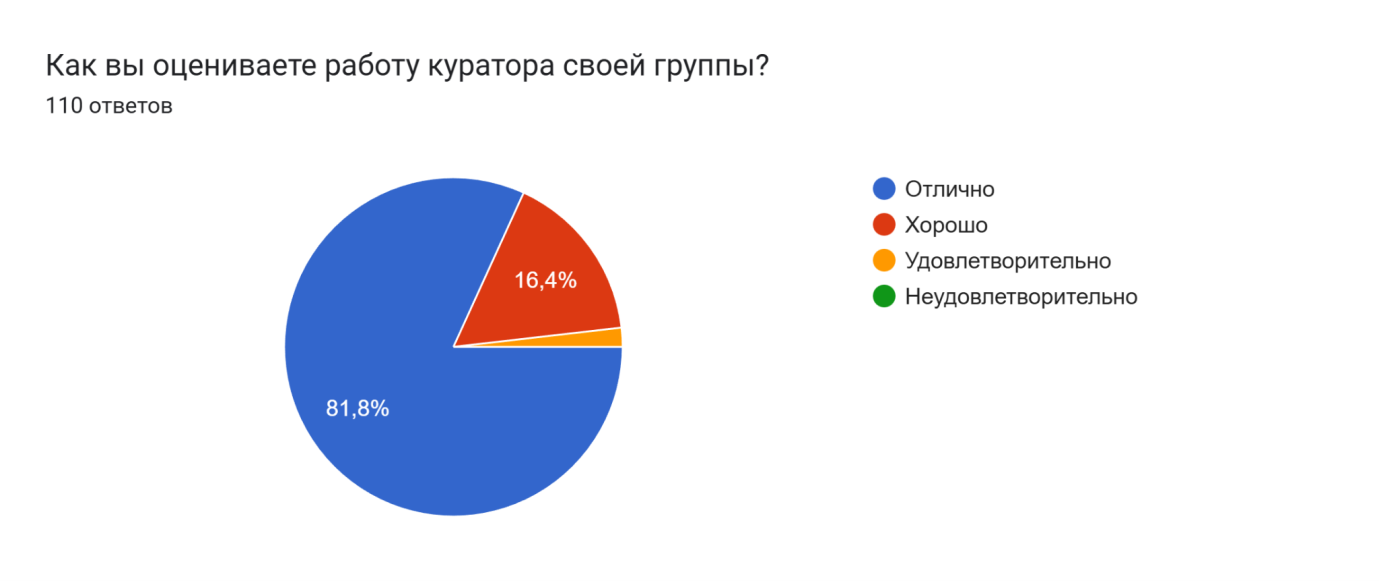 Как вы оцениваете работу куратора своей группы?
110 ответов
Отлично
Хорошо
Удовлетворительно
Неудовлетворительно
16,4%
81,8%